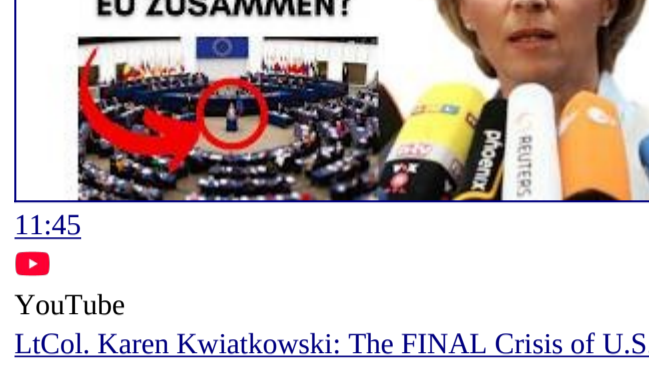 EU ZUSAMMEN?
phoenix
REUTERS
11:45
YouTube
LtCol. Karen Kwiatkowski: The FINAL Crisis of U.S.